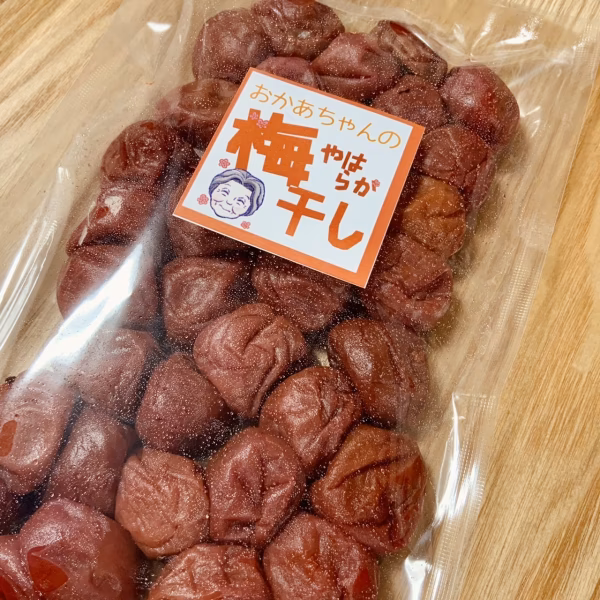 おかあちゃんの
やは
らか
梅干し